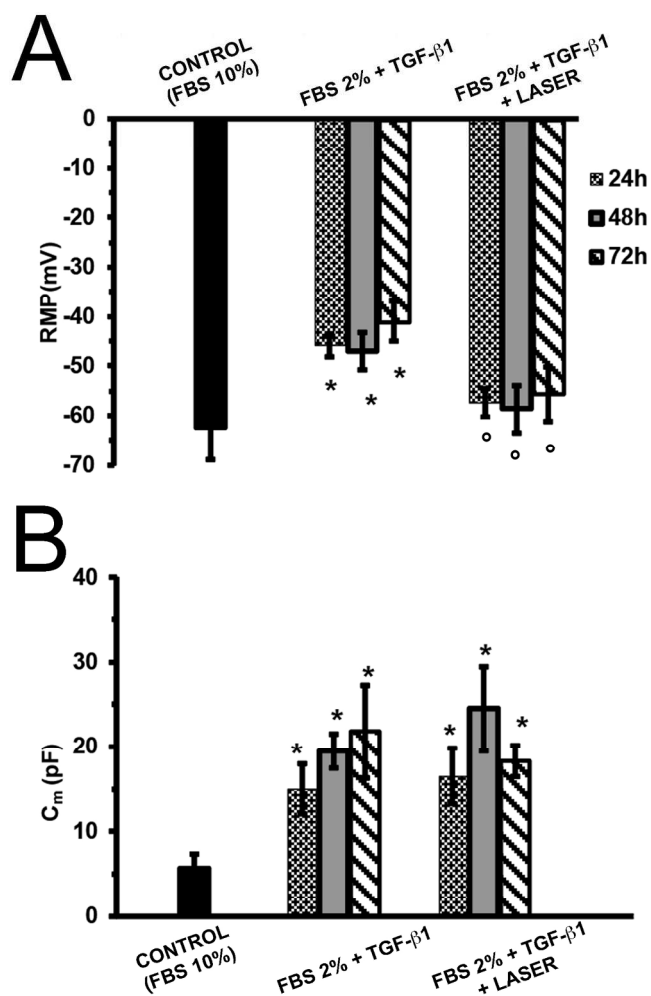 A
CONTROL
(FBS 10%)
FBS 2% + TGF-β1
FBS 2% + TGF-β1
+ LASER
0
-10
-20
-30
-40
-50
-60
-70
RMP(mV)
24h
48h
72h
* * *
° ° °
B
40
30
20
10
0
Cm (pF)
* * *
* * *
CONTROL
(FBS 10%)
FBS 2% + TGF-β1
FBS 2% + TGF-β1
+ LASER